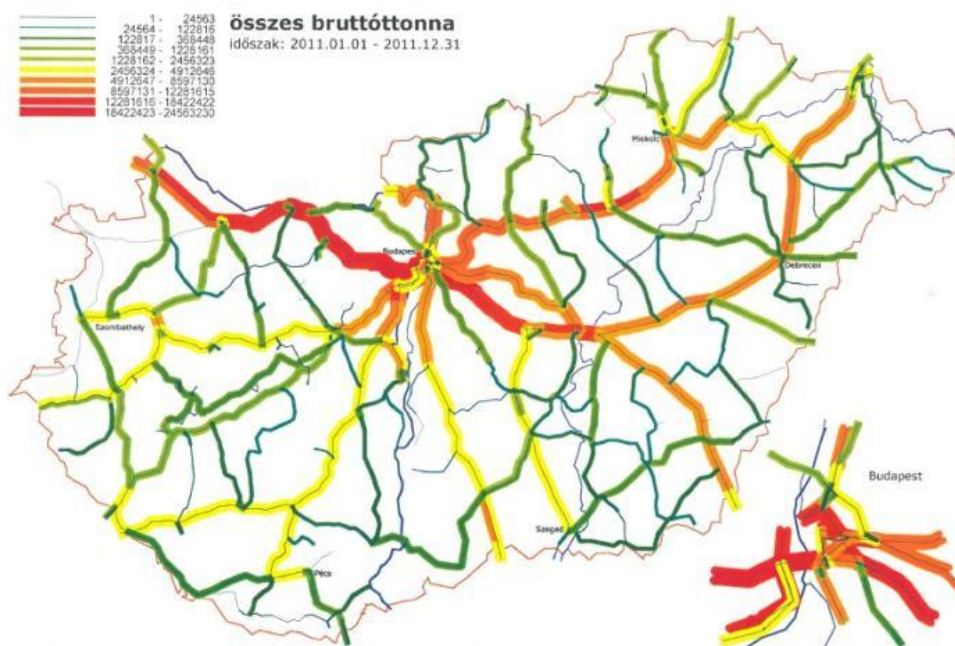 1 - 24563
24564 - 122816
122817 - 368448
368449 - 1228161
1228162 - 2456323
2456324 - 4912646
4912647 - 8597130
8597131 - 12281615
12281616 - 18422422
18422423 - 24563230
összes bruttóttonna
időszak: 2011.01.01 - 2011.12.31
Miskolc
Budapest
Debrecen
Szombathely
Szeged
Pécs
Budapest